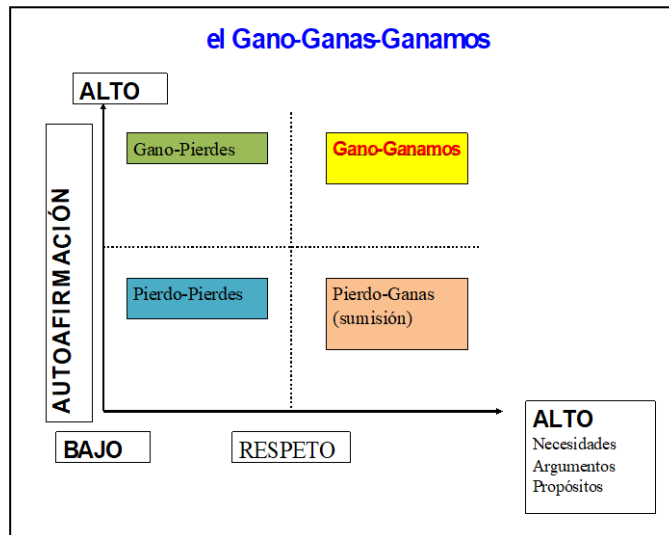 el Gano-Ganas-Ganamos
ALTO
Gano-Pierdes
Gano-Ganamos
AUTOAFIRMACIÓN
Pierdo-Pierdes
Pierdo-Ganas
(sumisión)
BAJO
RESPETO
ALTO
Necesidades
Argumentos
Propósitos